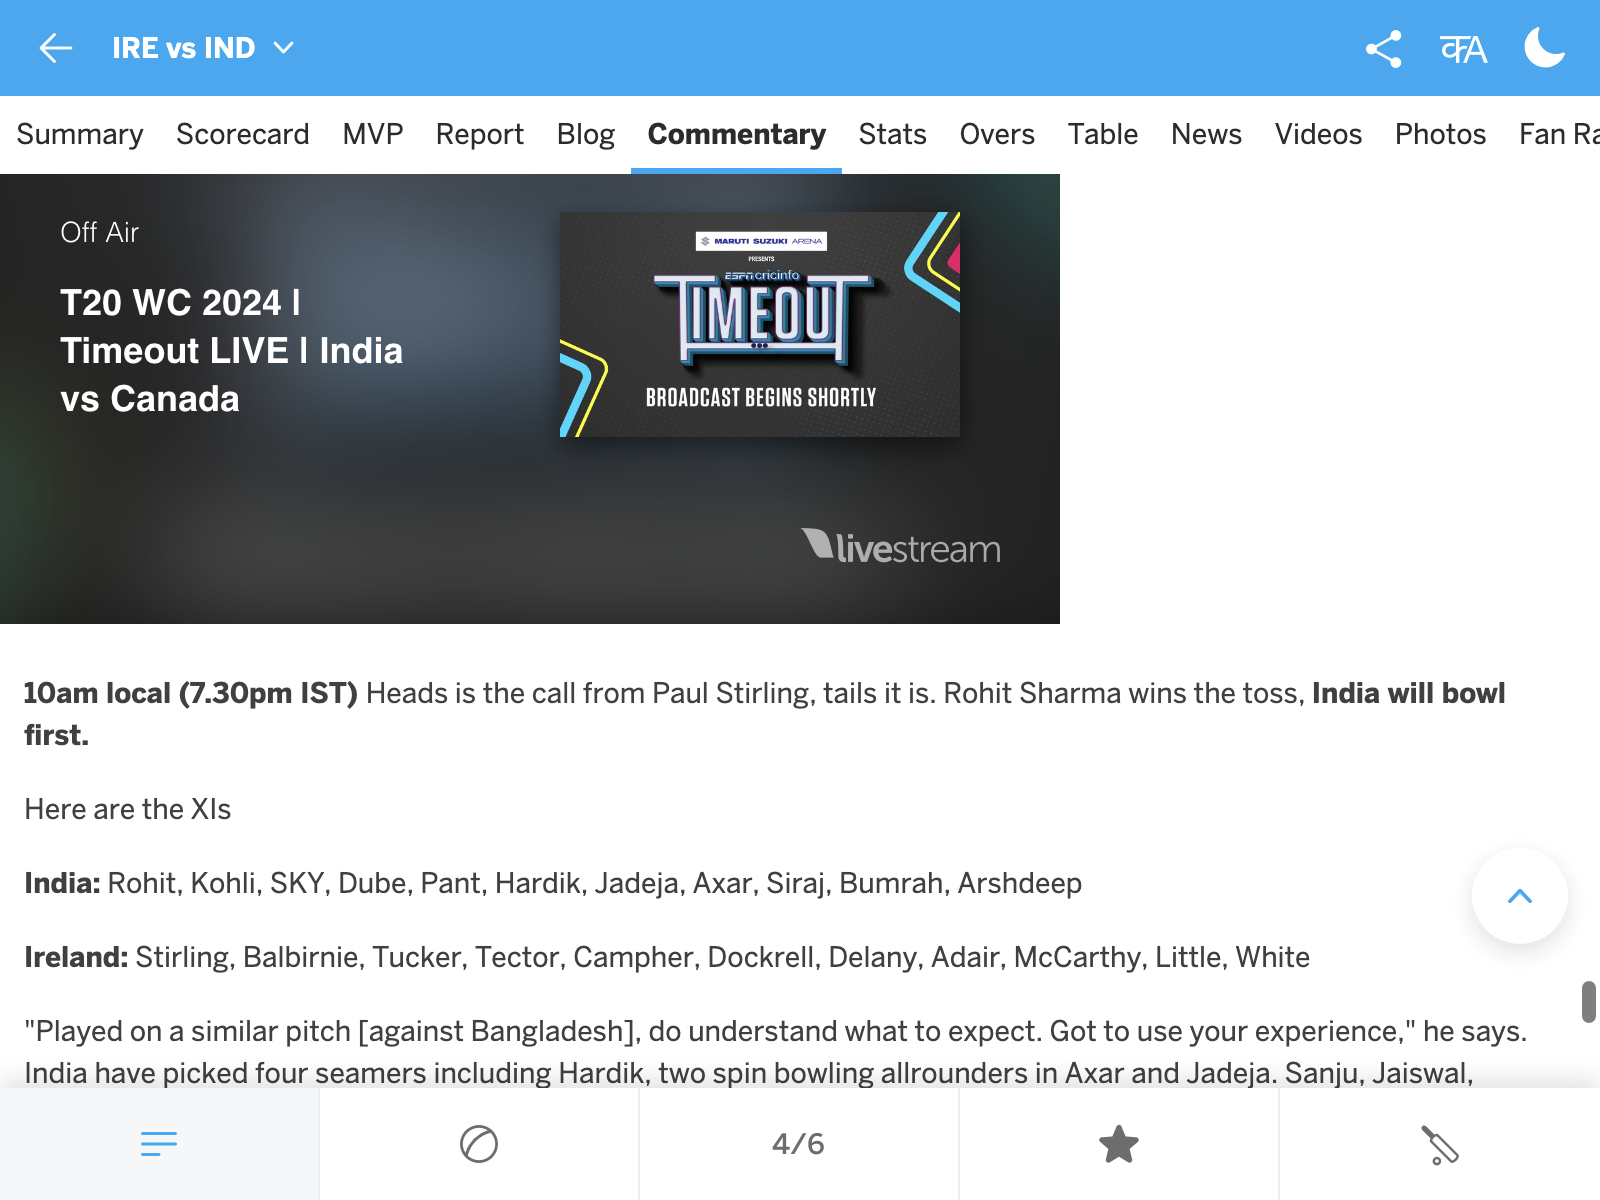 IRE vs IND
क A
Summary Scorecard MVP Report Blog Commentary Stats Overs Table News Videos Photos Fan Ra
Off Air
T20 WC 2024 |
Timeout LIVE | India
vs Canada
MARUTI SUZUKI ARENA
PRESENTS
ESPN cricinfo
TIMEOUT
BROADCAST BEGINS SHORTLY
livestream
10am local (7.30pm IST) Heads is the call from Paul Stirling, tails it is. Rohit Sharma wins the toss, India will bowl
first.
Here are the XIs
India: Rohit, Kohli, SKY, Dube, Pant, Hardik, Jadeja, Axar, Siraj, Bumrah, Arshdeep
Ireland: Stirling, Balbirnie, Tucker, Tector, Campher, Dockrell, Delany, Adair, McCarthy, Little, White
"Played on a similar pitch [against Bangladesh], do understand what to expect. Got to use your experience," he says.
India have picked four seamers including Hardik, two spin bowling allrounders in Axar and Jadeja. Sanju, Jaiswal,
4/6